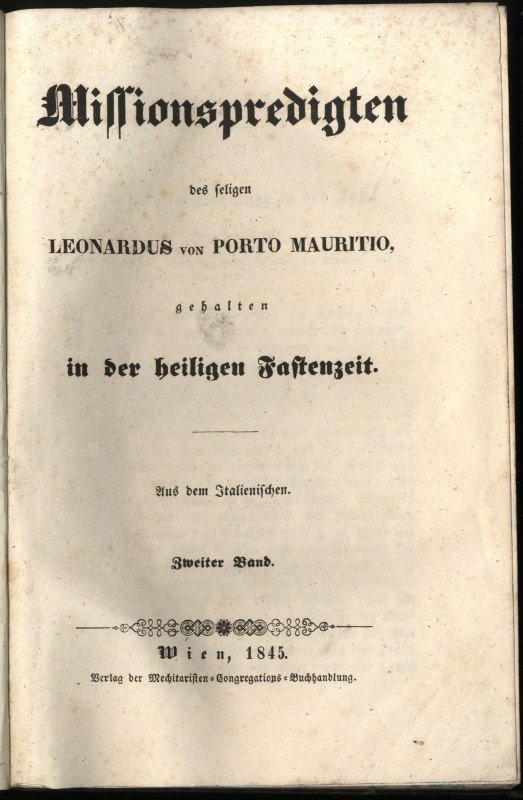 Missionspredigten
des seligen
LEONARDUS VON PORTO MAURITIO,
gehalten
in der heiligen Fastenzeit.
Aus dem Italienischen.
Zweiter Band.
Wien, 1845.
Verlag der Mechitaristen-Congregations-Buchhandlung.